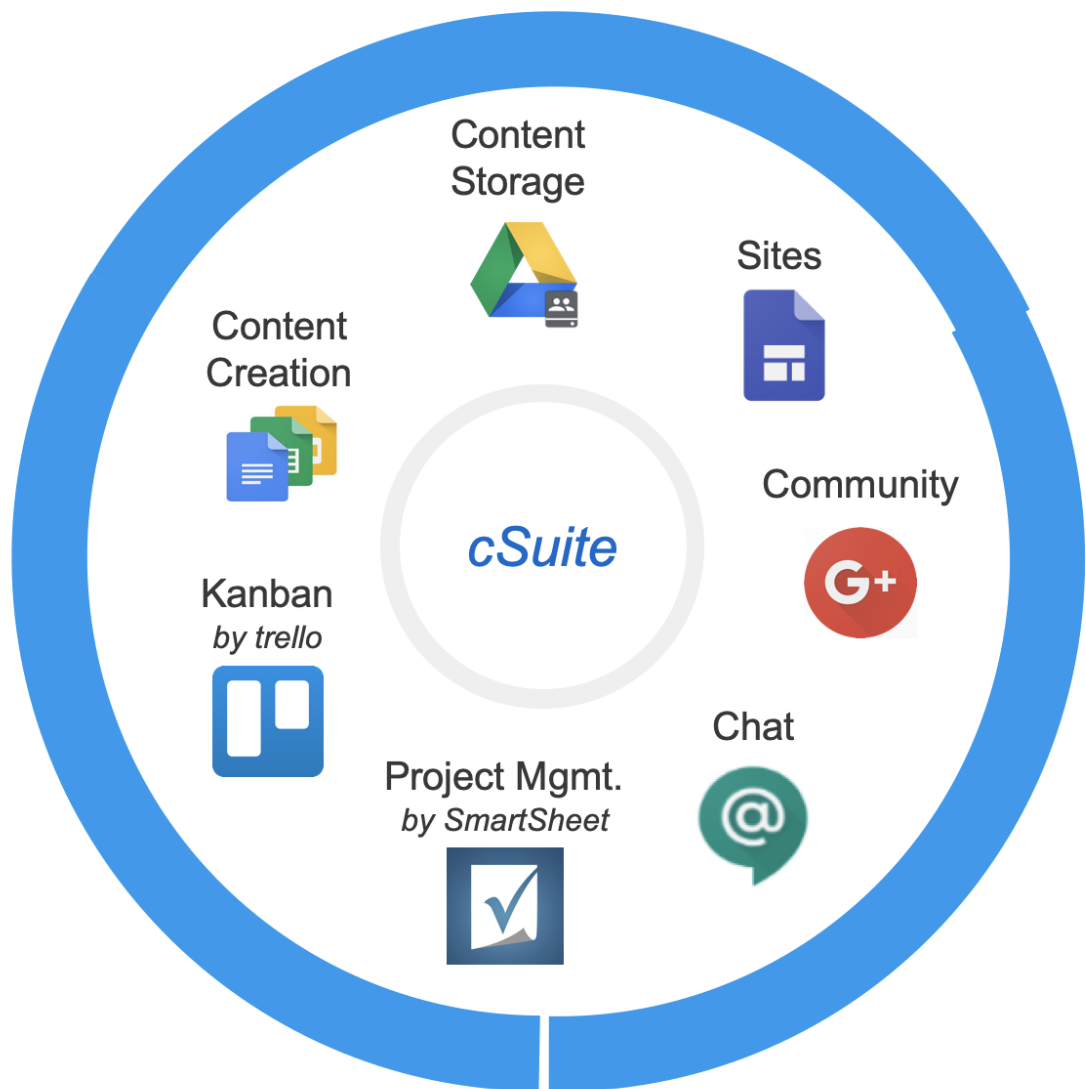 Content
Storage
Sites
Content
Creation
Community
G+
cSuite
Kanban
by trello
Chat
@
Project Mgmt.
by SmartSheet